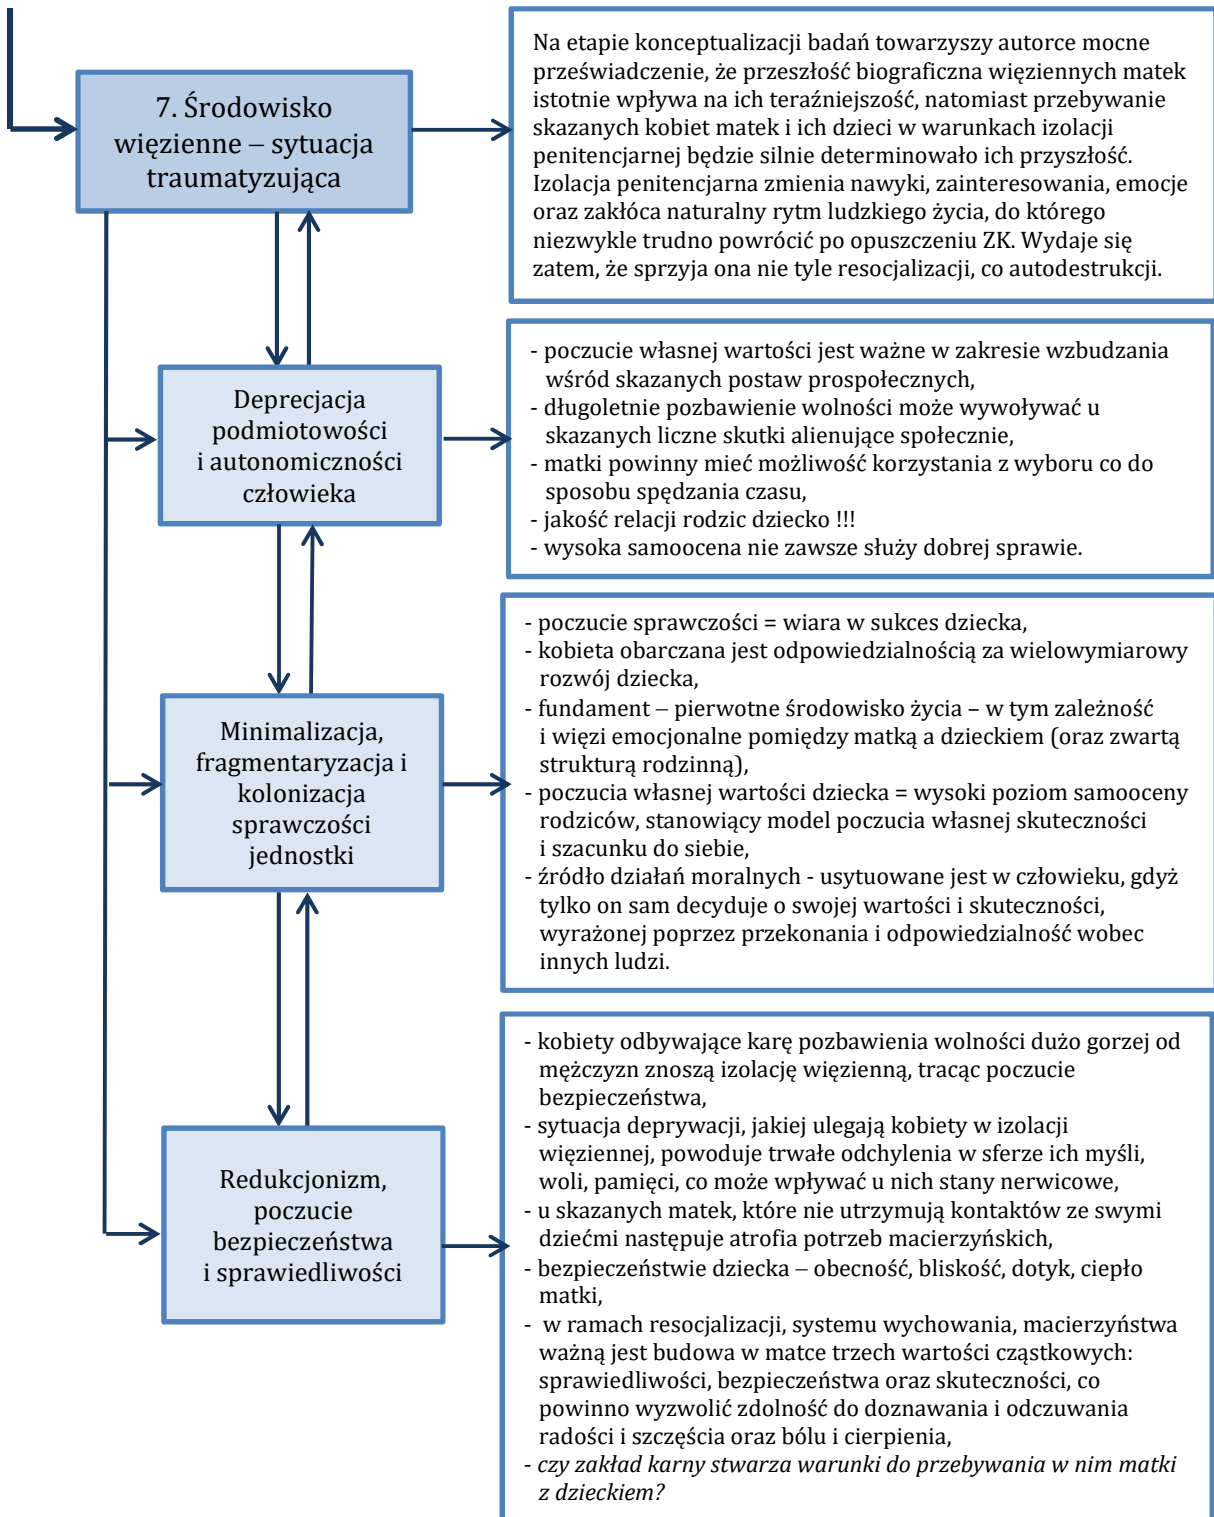 7. Środowisko
więzienne – sytuacja
traumatyzująca
Na etapie konceptualizacji badań towarzyszy autorce mocne
przeświadczenie, że przeszłość biograficzna więziennych matek
istotnie wpływa na ich teraźniejszość, natomiast przebywanie
skazanych kobiet matek i ich dzieci w warunkach izolacji
penitencjarnej będzie silnie determinowało ich przyszłość.
Izolacja penitencjarna zmienia nawyki, zainteresowania, emocje
oraz zakłóca naturalny rytm ludzkiego życia, do którego
niezwykle trudno powrócić po opuszczeniu ZK. Wydaje się
zatem, że sprzyja ona nie tyle resocjalizacji, co autodestrukcji.
Deprecjacja
podmiotowości
i autonomiczności
człowieka
- poczucie własnej wartości jest ważne w zakresie wzbudzania
wśród skazanych postaw prospołecznych,
- długoletnie pozbawienie wolności może wywoływać u
skazanych liczne skutki alienujące społecznie,
- matki powinny mieć możliwość korzystania z wyboru co do
sposobu spędzania czasu,
- jakość relacji rodzic dziecko !!!
- wysoka samoocena nie zawsze służy dobrej sprawie.
Minimalizacja,
fragmentaryzacja i
kolonizacja
sprawczości
jednostki
- poczucie sprawczości = wiara w sukces dziecka,
- kobieta obarczana jest odpowiedzialnością za wielowymiarowy
rozwój dziecka,
- fundament – pierwotne środowisko życia – w tym zależność
i więzi emocjonalne pomiędzy matką a dzieckiem (oraz zwartą
strukturą rodzinną),
- poczucia własnej wartości dziecka = wysoki poziom samooceny
rodziców, stanowiący model poczucia własnej skuteczności
i szacunku do siebie,
- źródło działań moralnych - usytuowane jest w człowieku, gdyż
tylko on sam decyduje o swojej wartości i skuteczności,
wyrażonej poprzez przekonania i odpowiedzialność wobec
innych ludzi.
Redukcjonizm,
poczucie
bezpieczeństwa
i sprawiedliwości
- kobiety odbywające karę pozbawienia wolności dużo gorzej od
mężczyzn znoszą izolację więzienną, tracąc poczucie
bezpieczeństwa,
- sytuacja deprywacji, jakiej ulegają kobiety w izolacji
więziennej, powoduje trwałe odchylenia w sferze ich myśli,
woli, pamięci, co może wpływać u nich stany nerwicowe,
- u skazanych matek, które nie utrzymują kontaktów ze swymi
dziećmi następuje atrofia potrzeb macierzyńskich,
- bezpieczeństwie dziecka – obecność, bliskość, dotyk, ciepło
matki,
- w ramach resocjalizacji, systemu wychowania, macierzyństwa
ważną jest budowa w matce trzech wartości cząstkowych:
sprawiedliwości, bezpieczeństwa oraz skuteczności, co
powinno wyzwolić zdolność do doznawania i odczuwania
radości i szczęścia oraz bólu i cierpienia,
- czy zakład karny stwarza warunki do przebywania w nim matki
z dzieckiem?